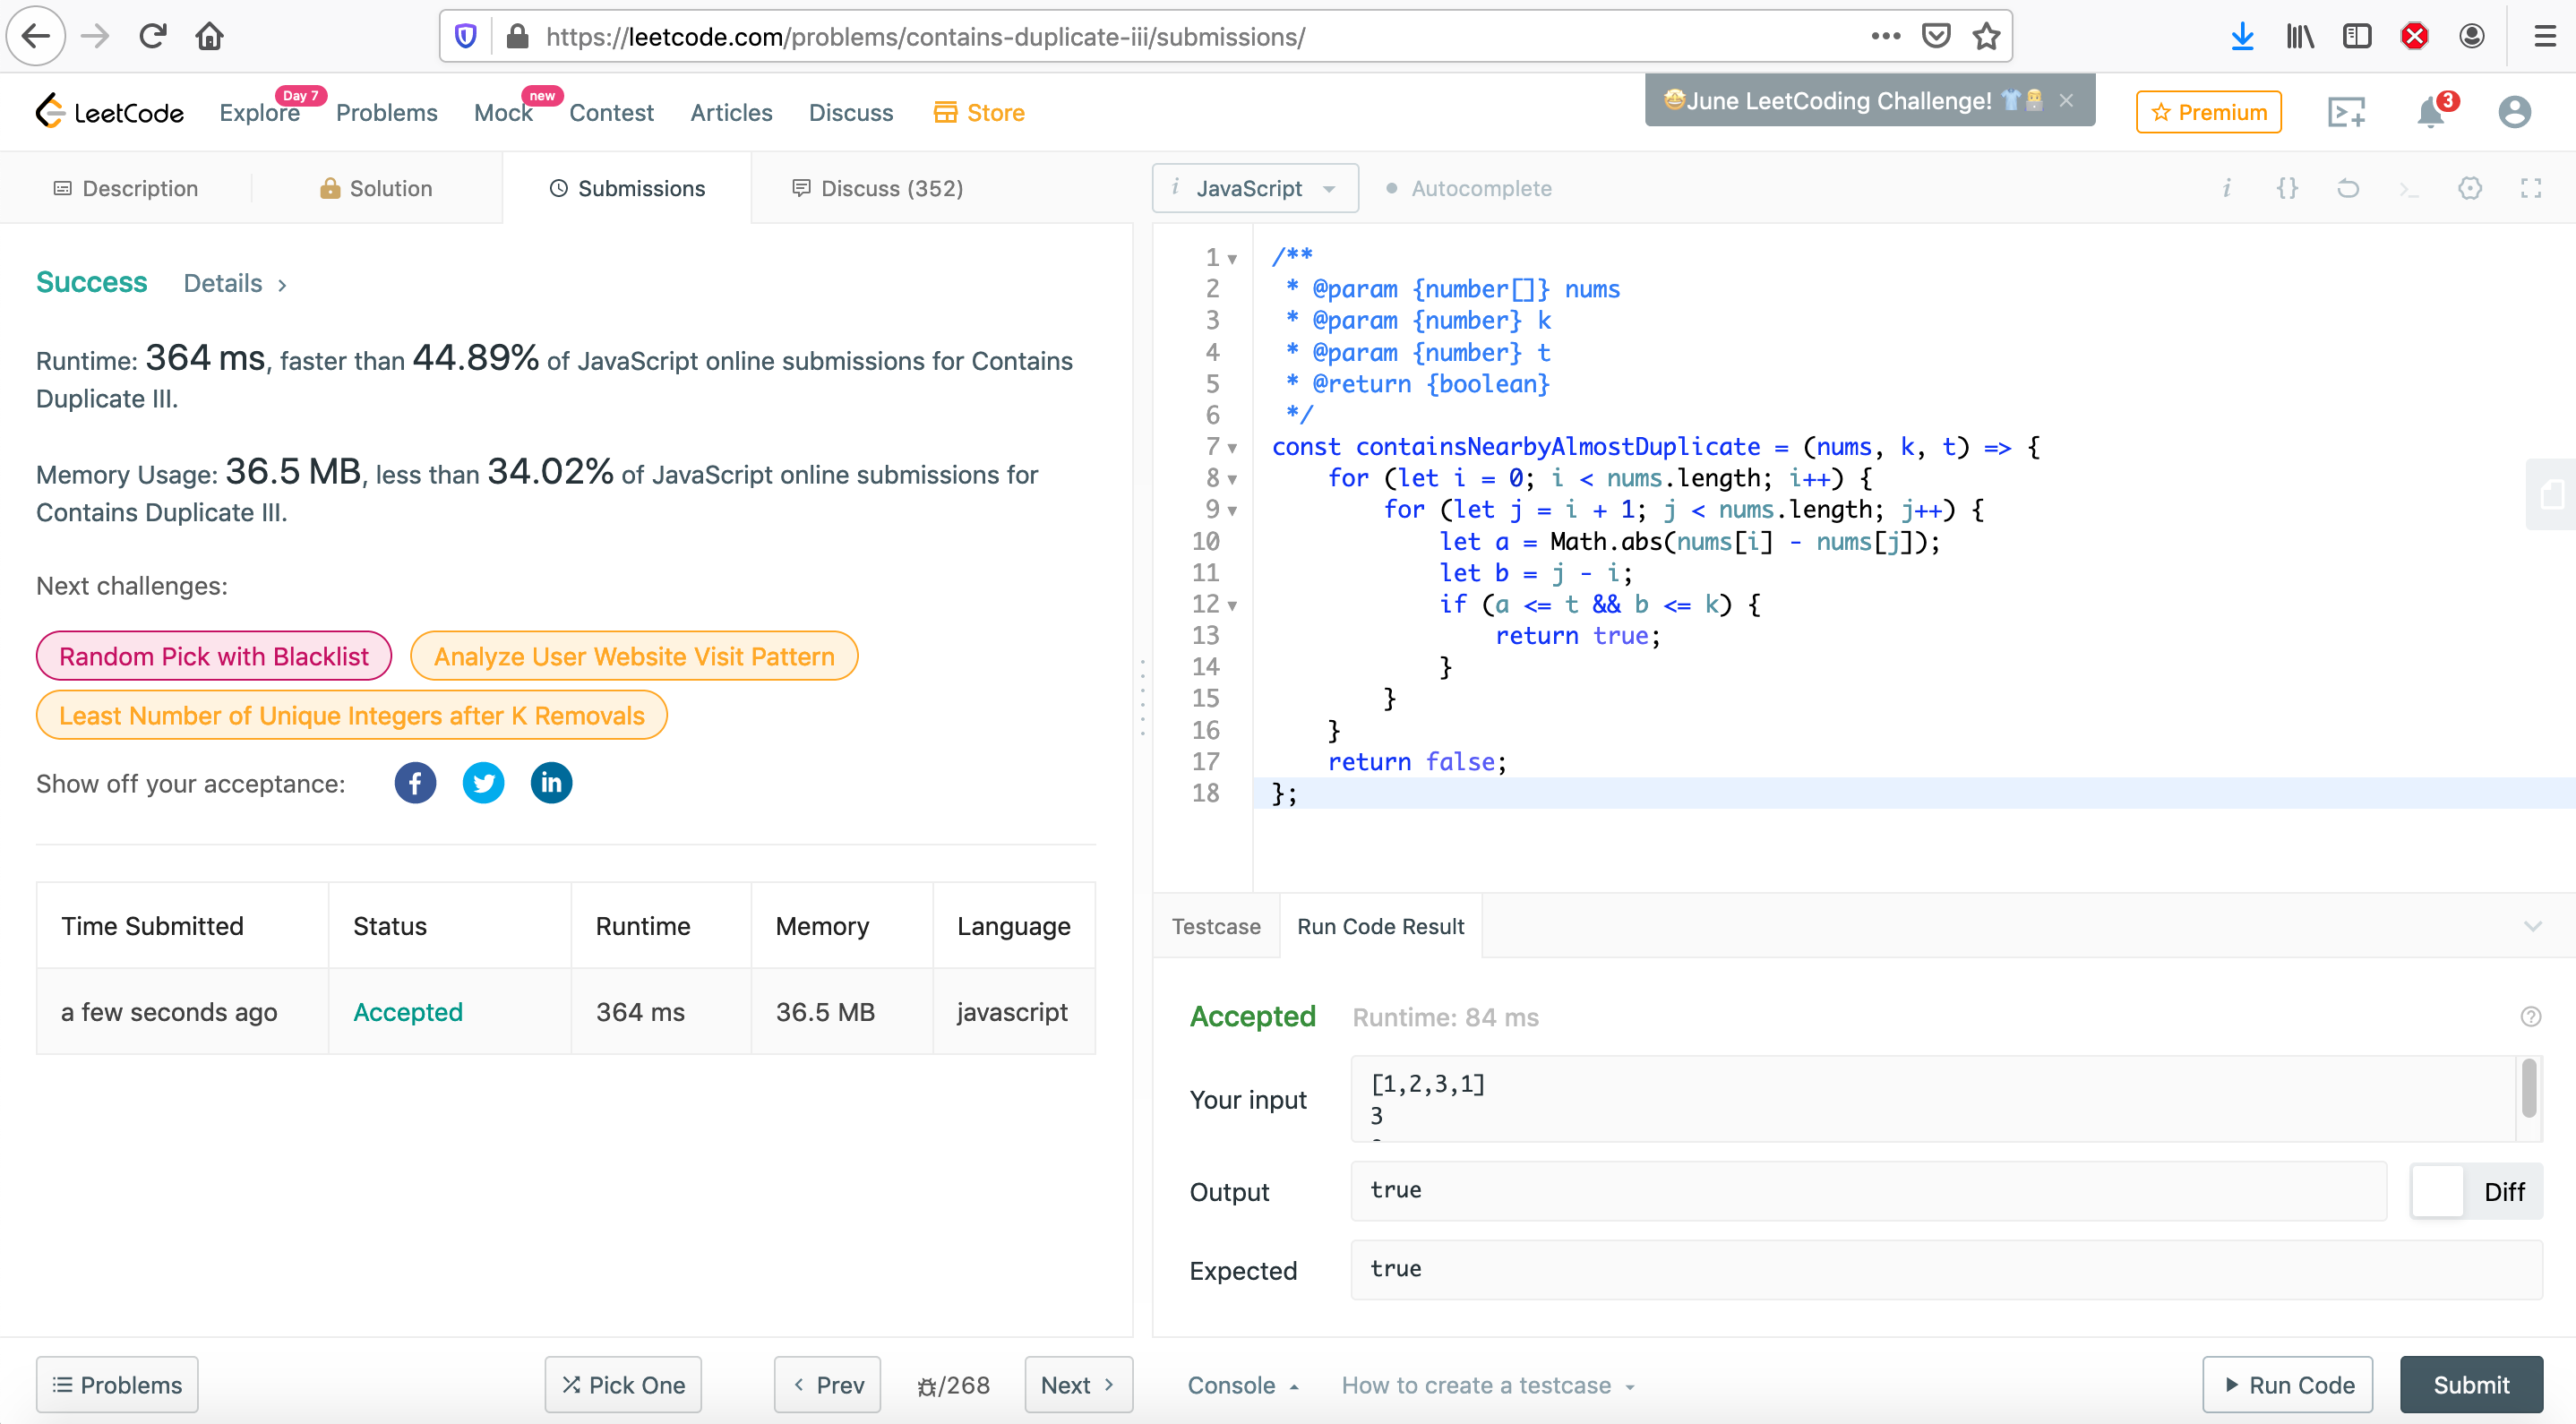 https://leetcode.com/problems/contains-duplicate-iii/submissions/
LeetCode
Explore
Day 7
Problems
Mock
new
Contest
Articles
Discuss
Store
🤩June LeetCoding Challenge! 👕👩‍💻
Premium
3
Description
Solution
Submissions
Discuss (352)
i JavaScript
Autocomplete
Success Details >
Runtime: 364 ms, faster than 44.89% of JavaScript online submissions for Contains
Duplicate III.
Memory Usage: 36.5 MB, less than 34.02% of JavaScript online submissions for
Contains Duplicate III.
Next challenges:
Random Pick with Blacklist
Analyze User Website Visit Pattern
Least Number of Unique Integers after K Removals
Show off your acceptance:
Time Submitted Status Runtime Memory Language
a few seconds ago Accepted 364 ms 36.5 MB javascript
1 /**
2  * @param {number[]} nums
3  * @param {number} k
4  * @param {number} t
5  * @return {boolean}
6  */
7 const containsNearbyAlmostDuplicate = (nums, k, t) => {
8     for (let i = 0; i < nums.length; i++) {
9         for (let j = i + 1; j < nums.length; j++) {
10             let a = Math.abs(nums[i] - nums[j]);
11             let b = j - i;
12             if (a <= t && b <= k) {
13                 return true;
14             }
15         }
16     }
17     return false;
18 };
Testcase
Run Code Result
Accepted Runtime: 84 ms
Your input
[1,2,3,1]
3
Output
true
Diff
Expected
true
Problems
Pick One
< Prev
/268
Next >
Console
How to create a testcase
Run Code
Submit